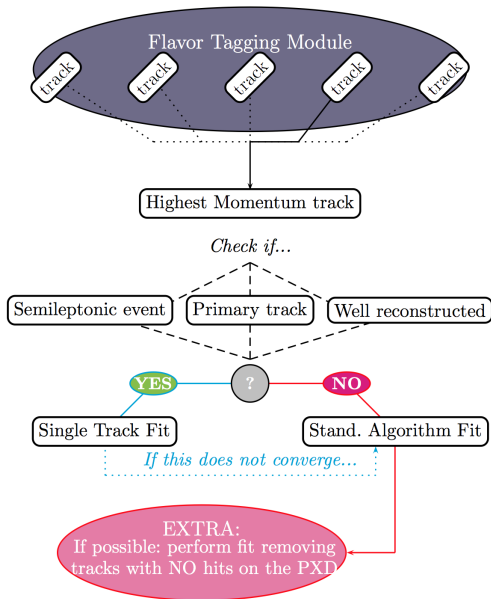 Flavor Tagging Module
track
track
track
track
track
Highest Momentum track
Check if...
Semileptonic event
Primary track
Well reconstructed
YES
?
NO
Single Track Fit
Stand. Algorithm Fit
If this does not converge...
EXTRA:
If possible: perform fit removing
tracks with NO hits on the PXD